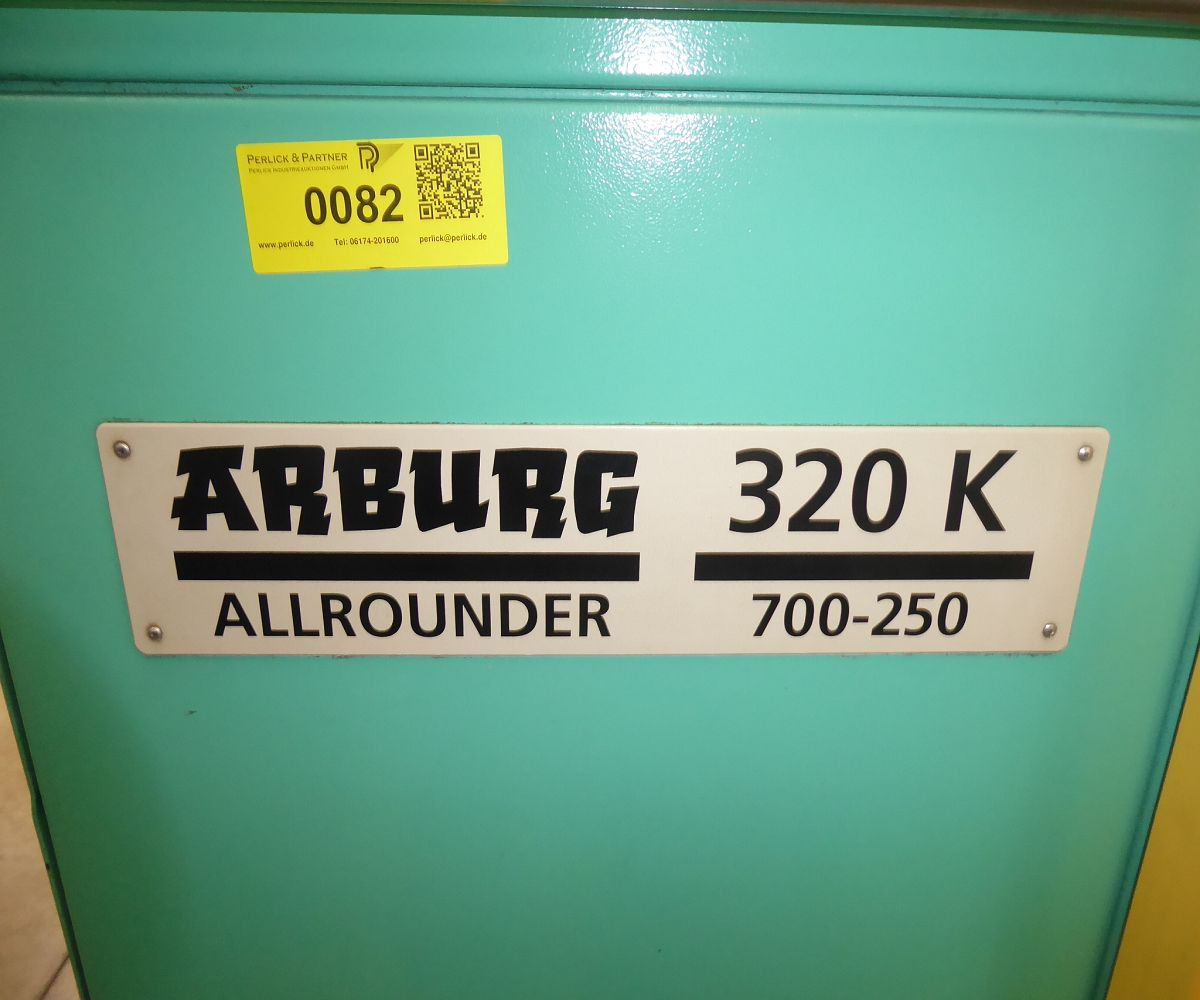 PERLICK & PARTNER
PERLICK INDUSTRIEAUKTIONEN GMBH
0082
www.perlick.de Tel: 06174-201600 perlick@perlick.de
ARBURG 320 K
ALLROUNDER 700-250